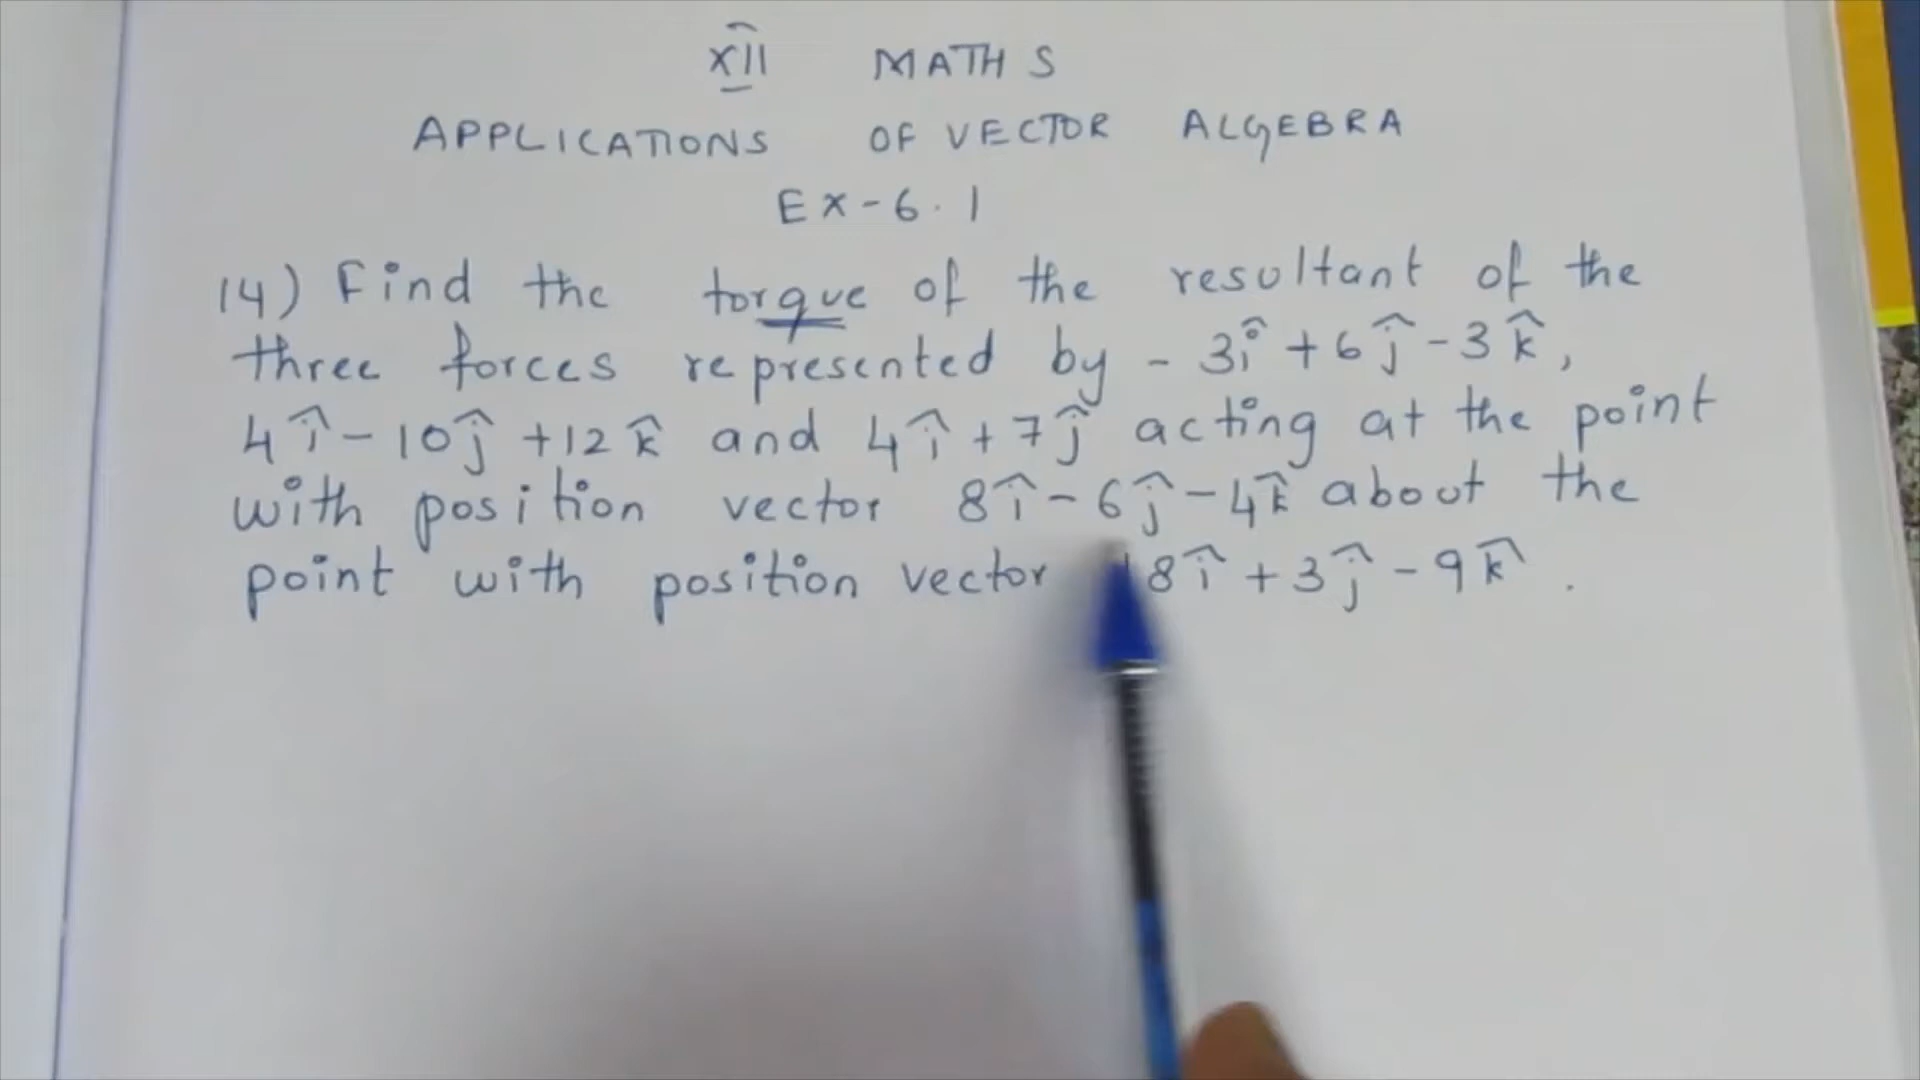 XII MATHS
APPLICATIONS OF VECTOR ALGEBRA
EX-6.1
14) Find the torque of the resultant of the
three forces represented by -3î+6ĵ-3k̂,
4î-10ĵ+12k̂ and 4î+7ĵ acting at the point
with position vector 8î-6ĵ-4k̂ about the
point with position vector 8î+3ĵ-9k̂.